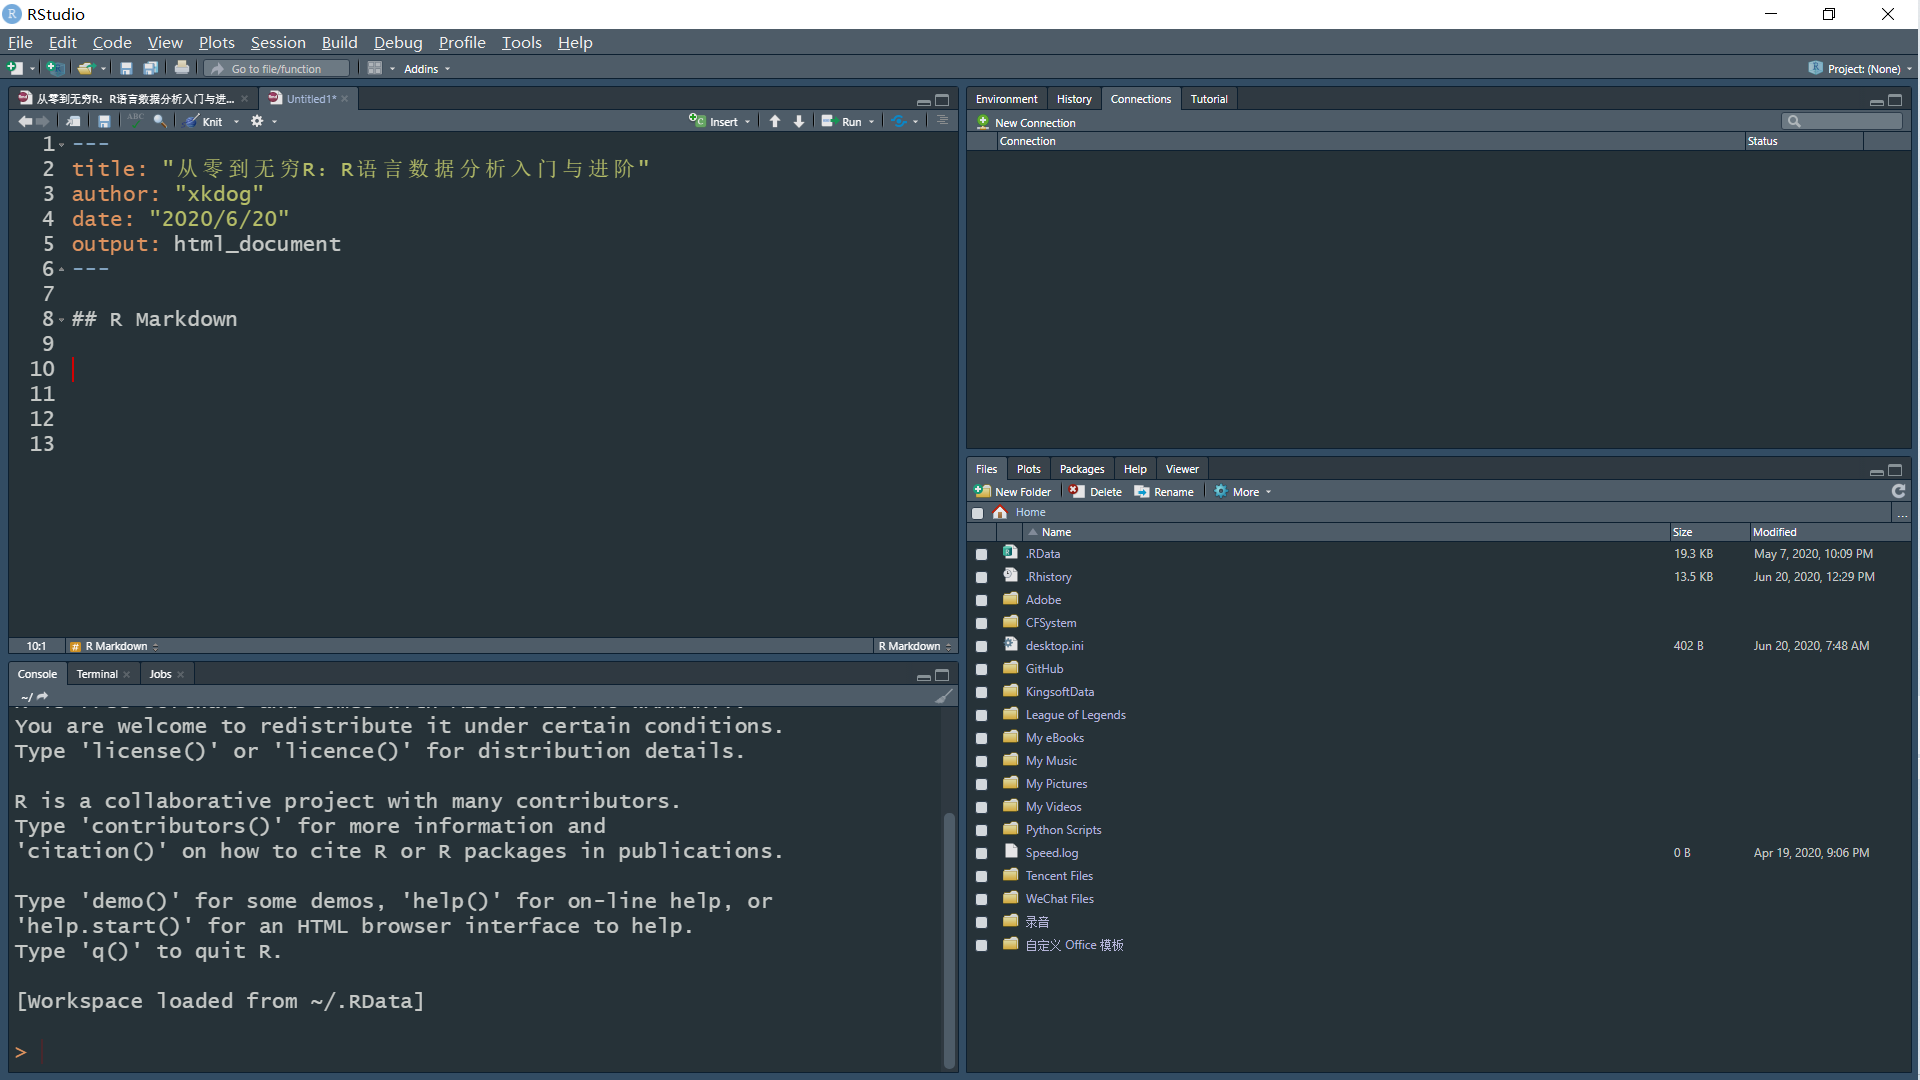 RStudio
File Edit Code View Plots Session Build Debug Profile Tools Help
Go to file/function Addins Project: (None)
从零到无穷R：R语言数据分析入门与进... Untitled1*
ABC Knit Insert Run
1 ---
2 title: "从零到无穷R：R语言数据分析入门与进阶"
3 author: "xkdog"
4 date: "2020/6/20"
5 output: html_document
6 ---
7
8 ## R Markdown
9
10
11
12
13
10:1 # R Markdown R Markdown
Console Terminal Jobs
~/
You are welcome to redistribute it under certain conditions.
Type 'license()' or 'licence()' for distribution details.
R is a collaborative project with many contributors.
Type 'contributors()' for more information and
'citation()' on how to cite R or R packages in publications.
Type 'demo()' for some demos, 'help()' for on-line help, or
'help.start()' for an HTML browser interface to help.
Type 'q()' to quit R.
[Workspace loaded from ~/.RData]
>
Environment History Connections Tutorial
New Connection
Connection Status
Files Plots Packages Help Viewer
New Folder Delete Rename More
Home ...
Name Size Modified
.RData 19.3 KB May 7, 2020, 10:09 PM
.Rhistory 13.5 KB Jun 20, 2020, 12:29 PM
Adobe
CFSystem
desktop.ini 402 B Jun 20, 2020, 7:48 AM
GitHub
KingsoftData
League of Legends
My eBooks
My Music
My Pictures
My Videos
Python Scripts
Speed.log 0 B Apr 19, 2020, 9:06 PM
Tencent Files
WeChat Files
录音
自定义 Office 模板